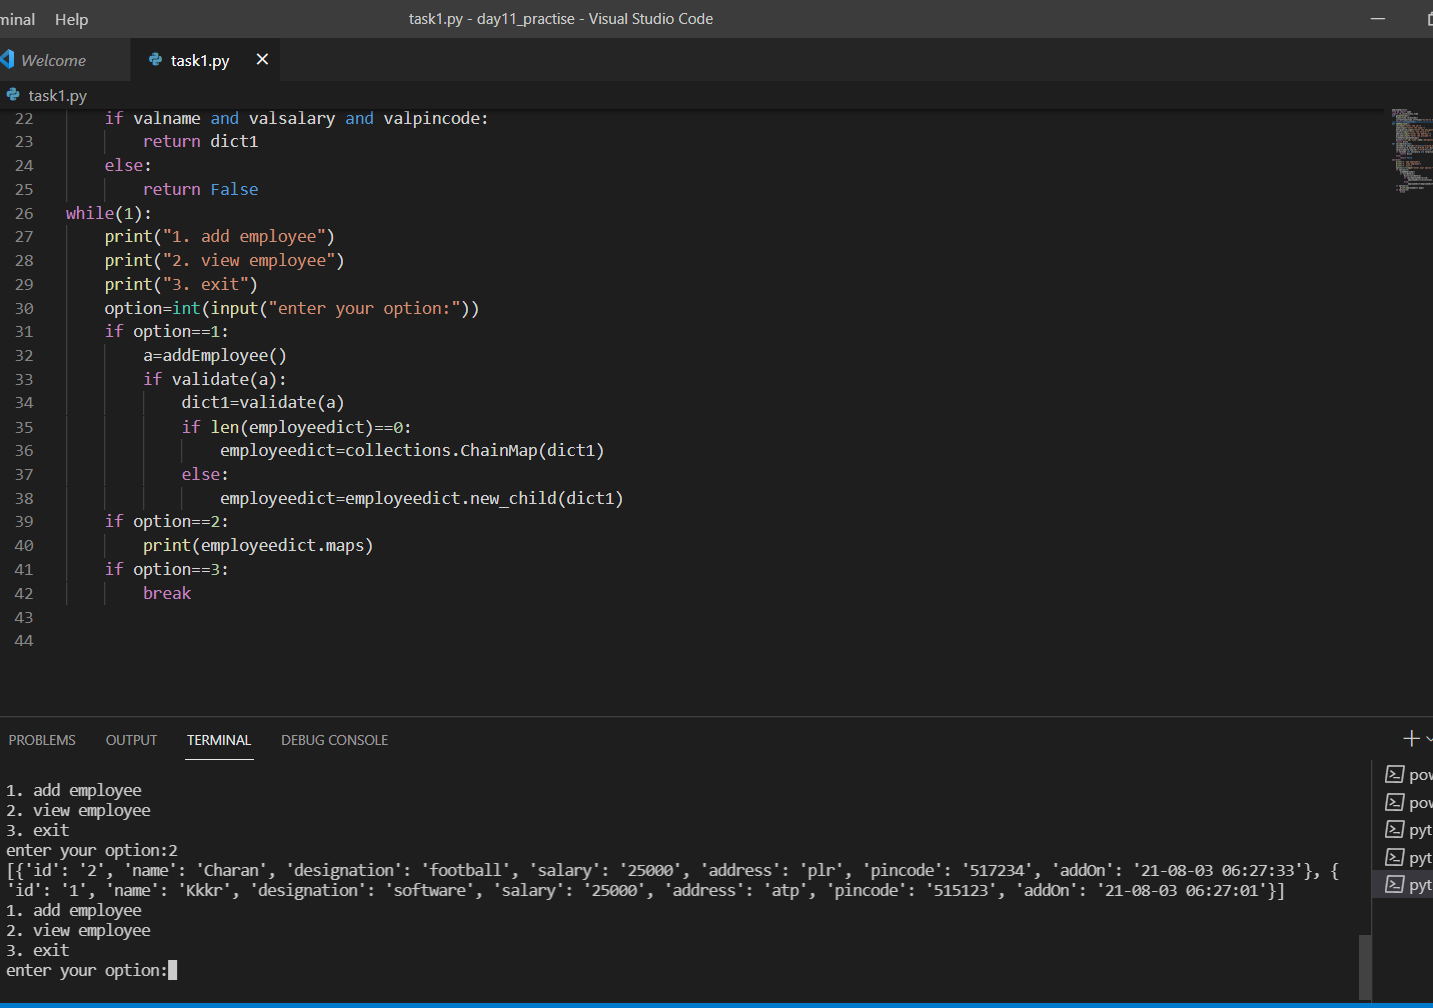 Help
task1.py - day11_practise - Visual Studio Code
Welcome
task1.py
task1.py
22 if valname and valsalary and valpincode:
23 return dict1
24 else:
25 return False
26 while(1):
27 print("1. add employee")
28 print("2. view employee")
29 print("3. exit")
30 option=int(input("enter your option:"))
31 if option==1:
32 a=addEmployee()
33 if validate(a):
34 dict1=validate(a)
35 if len(employeedict)==0:
36 employeedict=collections.ChainMap(dict1)
37 else:
38 employeedict=employeedict.new_child(dict1)
39 if option==2:
40 print(employeedict.maps)
41 if option==3:
42 break
43
44
PROBLEMS OUTPUT TERMINAL DEBUG CONSOLE
1. add employee
2. view employee
3. exit
enter your option:2
[{'id': '2', 'name': 'Charan', 'designation': 'football', 'salary': '25000', 'address': 'plr', 'pincode': '517234', 'addOn': '21-08-03 06:27:33'}, {
'id': '1', 'name': 'Kkkr', 'designation': 'software', 'salary': '25000', 'address': 'atp', 'pincode': '515123', 'addOn': '21-08-03 06:27:01'}]
1. add employee
2. view employee
3. exit
enter your option:
pow
pow
pyt
pyt
pyt